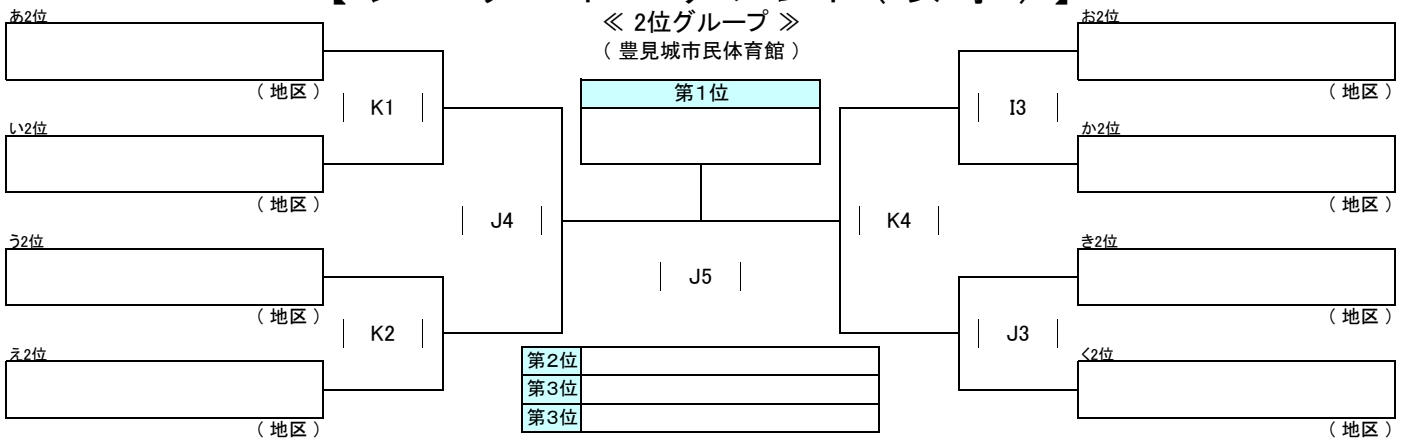 ≪ 2位グループ ≫
( 豊見城市民体育館 )
あ2位
( 地区 )
K1
い2位
( 地区 )
J4
う2位
( 地区 )
K2
え2位
( 地区 )
第1位
J5
第2位
第3位
第3位
お2位
( 地区 )
I3
か2位
( 地区 )
K4
き2位
( 地区 )
J3
く2位
( 地区 )